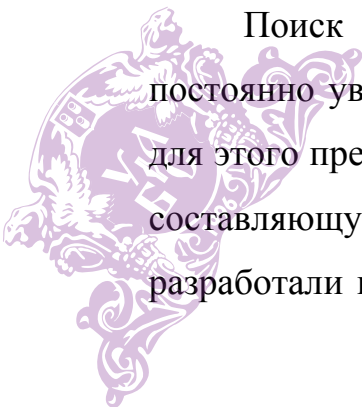 Поиск
постоянно ув
для этого пре
составляющу
разработали